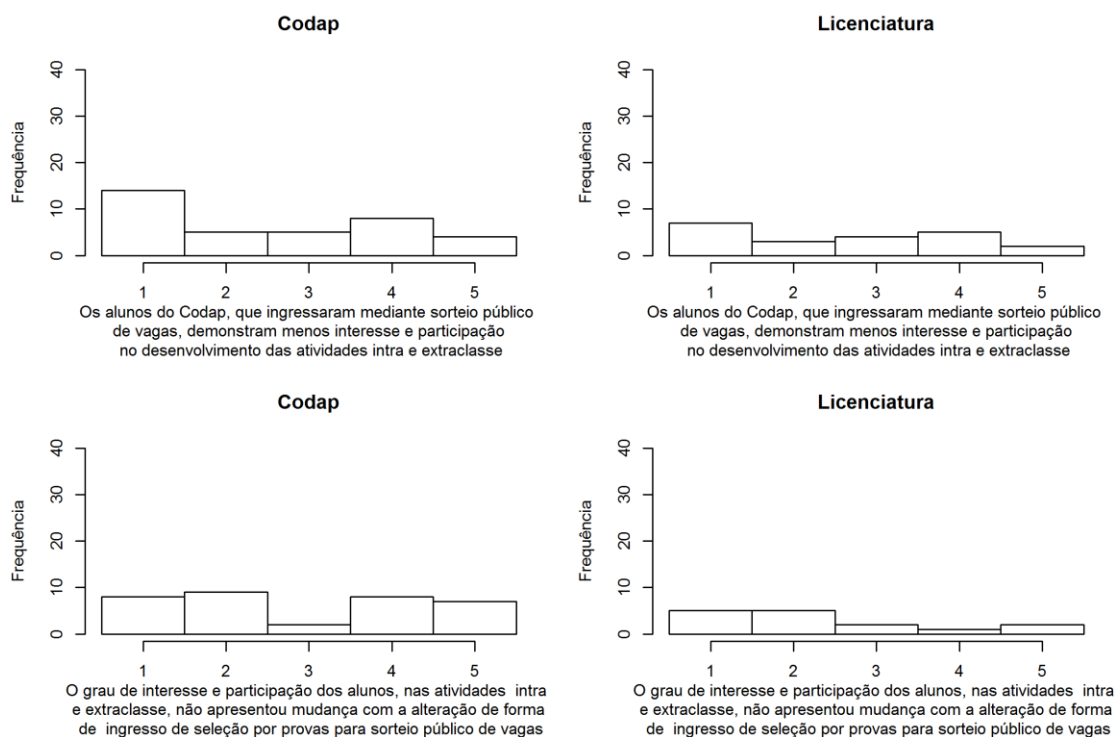 Codap
Frequência
40
30
20
10
0
1 2 3 4 5
Os alunos do Codap, que ingressaram mediante sorteio público
de vagas, demonstram menos interesse e participação
no desenvolvimento das atividades intra e extraclasse
Licenciatura
Frequência
40
30
20
10
0
1 2 3 4 5
Os alunos do Codap, que ingressaram mediante sorteio público
de vagas, demonstram menos interesse e participação
no desenvolvimento das atividades intra e extraclasse
Codap
Frequência
40
30
20
10
0
1 2 3 4 5
O grau de interesse e participação dos alunos, nas atividades intra
e extraclasse, não apresentou mudança com a alteração de forma
de ingresso de seleção por provas para sorteio público de vagas
Licenciatura
Frequência
40
30
20
10
0
1 2 3 4 5
O grau de interesse e participação dos alunos, nas atividades intra
e extraclasse, não apresentou mudança com a alteração de forma
de ingresso de seleção por provas para sorteio público de vagas